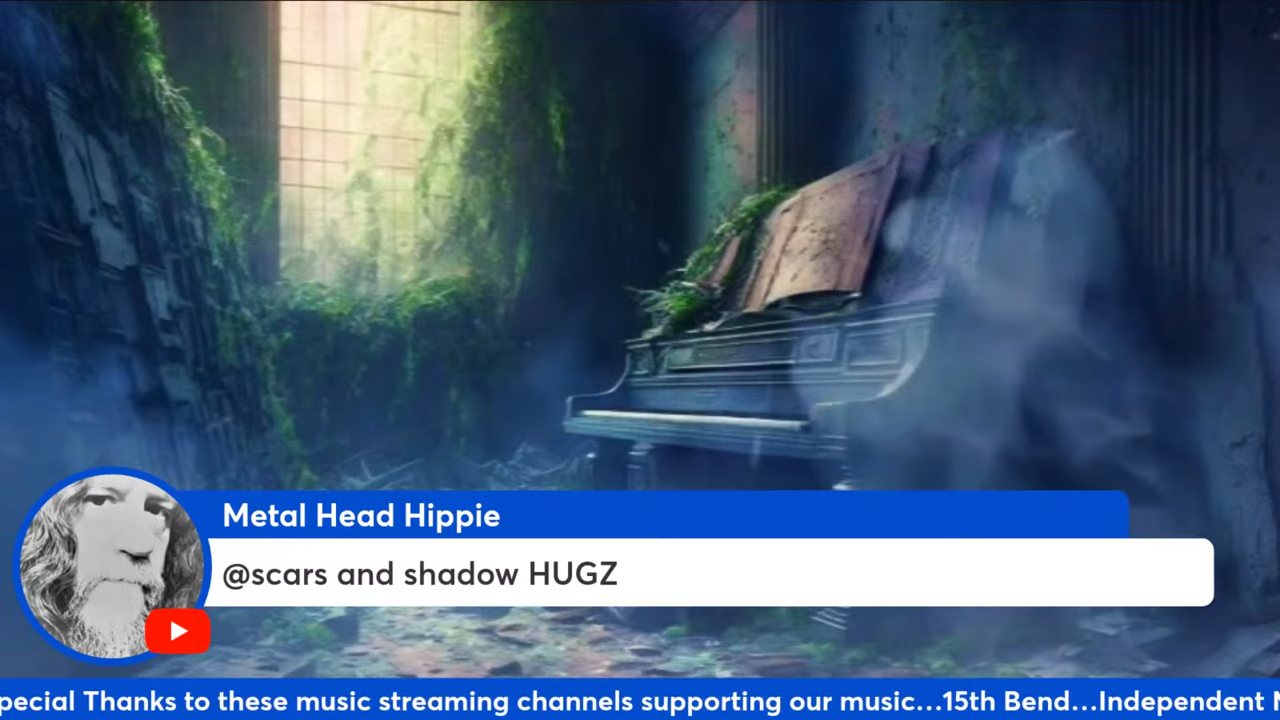 Metal Head Hippie
@scars and shadow HUGZ
pecial Thanks to these music streaming channels supporting our music...15th Bend...Independent